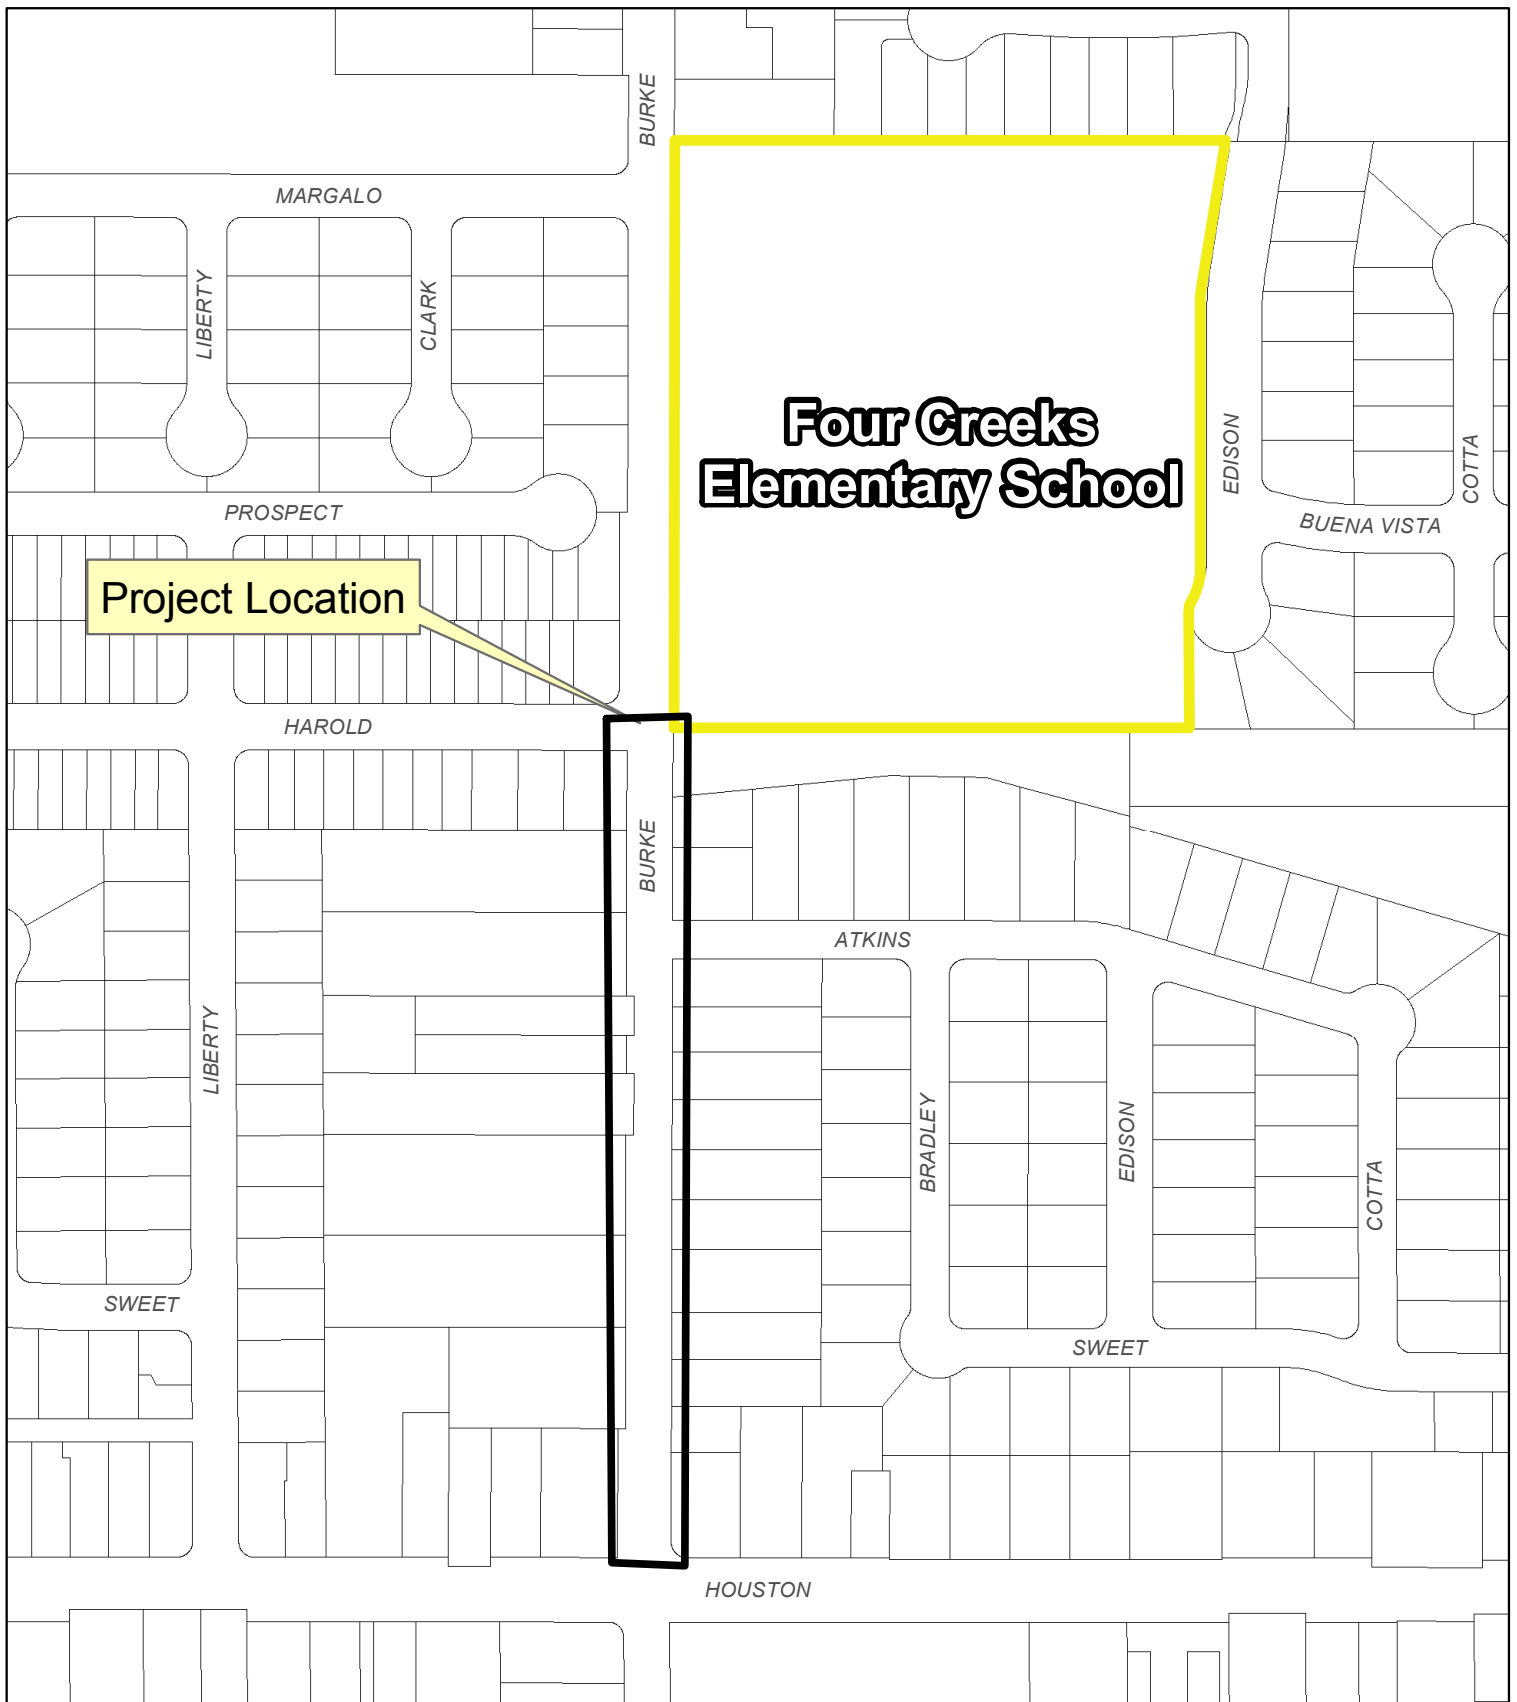 BURKE
MARGALO
LIBERTY
CLARK
Four Creeks
Elementary School
EDISON
COTTA
PROSPECT
BUENA VISTA
Project Location
HAROLD
BURKE
ATKINS
LIBERTY
BRADLEY
EDISON
COTTA
SWEET
SWEET
HOUSTON